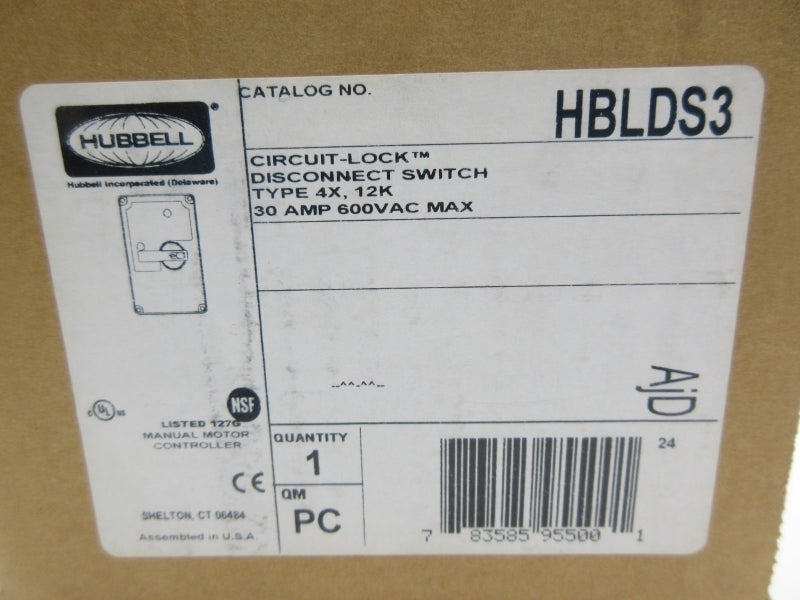 CATALOG NO.
HBLDS3
HUBBELL®
Hubbell Incorporated (Delaware)
CIRCUIT-LOCK™
DISCONNECT SWITCH
TYPE 4X, 12K
30 AMP 600VAC MAX
--^^-^^--
AjD
c UL us
NSF
LISTED 127G
MANUAL MOTOR
CONTROLLER
CE
SHELTON, CT 06484
Assembled in U.S.A
QUANTITY
1
QM
PC
24
7 83585 95500 1